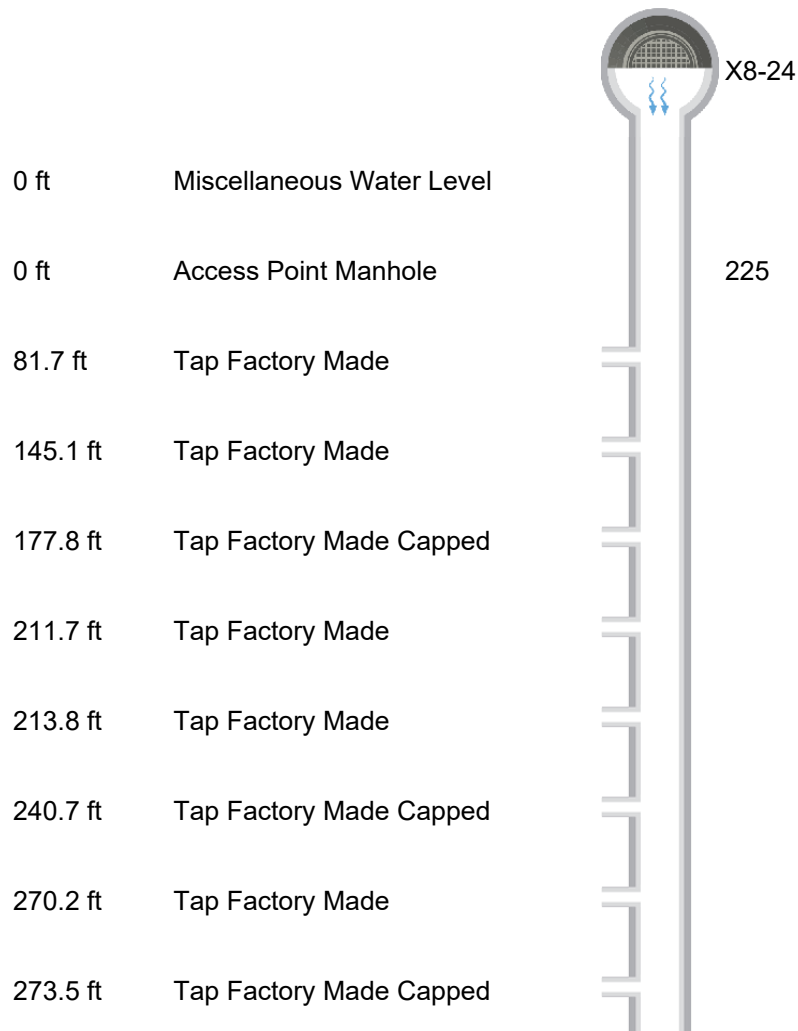 X8-24
0 ft Miscellaneous Water Level
0 ft Access Point Manhole 225
81.7 ft Tap Factory Made
145.1 ft Tap Factory Made
177.8 ft Tap Factory Made Capped
211.7 ft Tap Factory Made
213.8 ft Tap Factory Made
240.7 ft Tap Factory Made Capped
270.2 ft Tap Factory Made
273.5 ft Tap Factory Made Capped